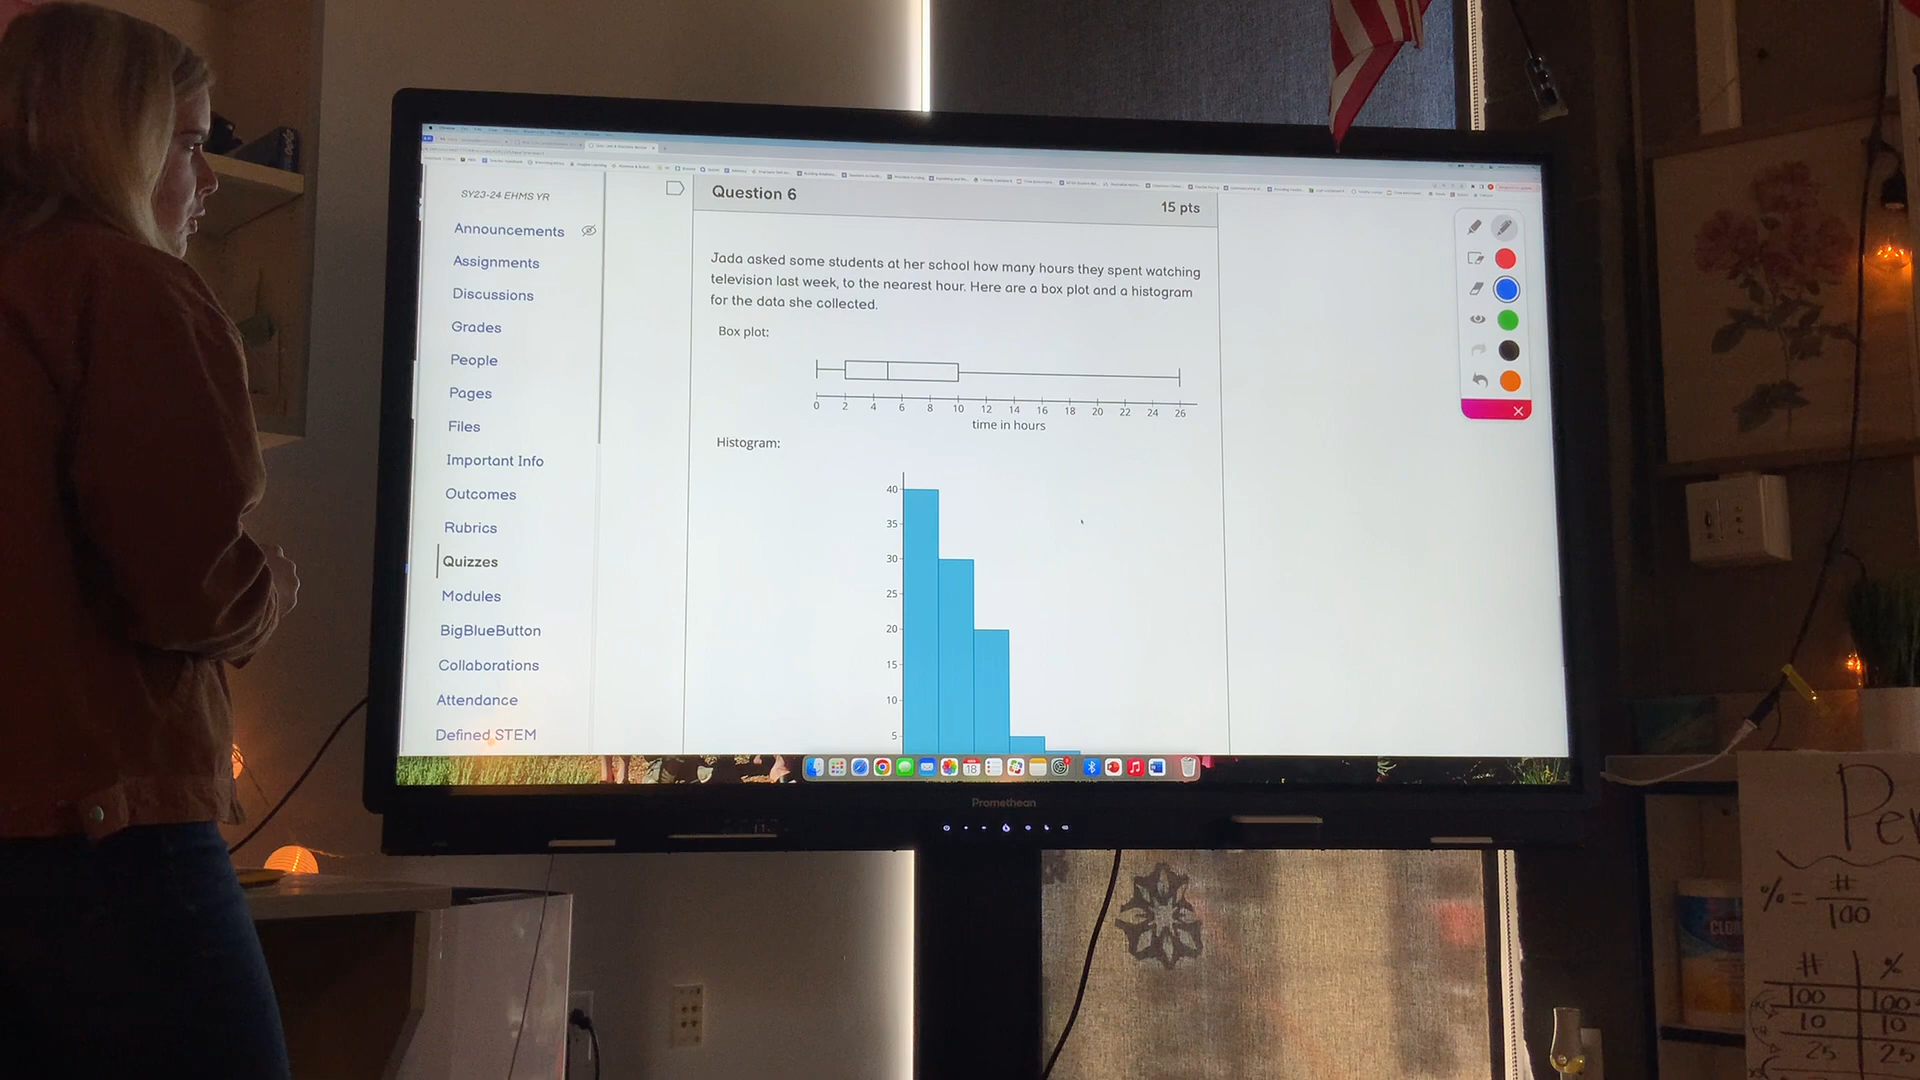 SY23-24 EHMS YR
Announcements
Assignments
Discussions
Grades
People
Pages
Files
Important Info
Outcomes
Rubrics
Quizzes
Modules
BigBlueButton
Collaborations
Attendance
Defined STEM
Question 6
15 pts
Jada asked some students at her school how many hours they spent watching
television last week, to the nearest hour. Here are a box plot and a histogram
for the data she collected.
Box plot:
0 2 4 6 8 10 12 14 16 18 20 22 24 26
time in hours
Histogram:
40
35
30
25
20
15
10
5
18
Promethean
% = #
100
# %
100 100
10 10
25 25